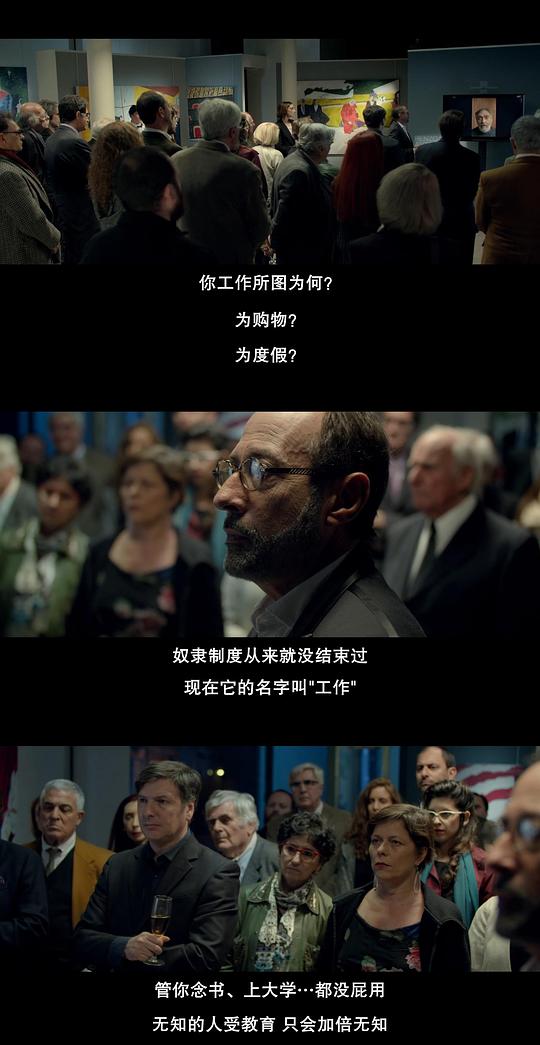 你工作所图为何?
为购物?
为度假?
奴隶制度从来就没结束过
现在它的名字叫"工作"
管你念书、上大学…都没屁用
无知的人受教育 只会加倍无知